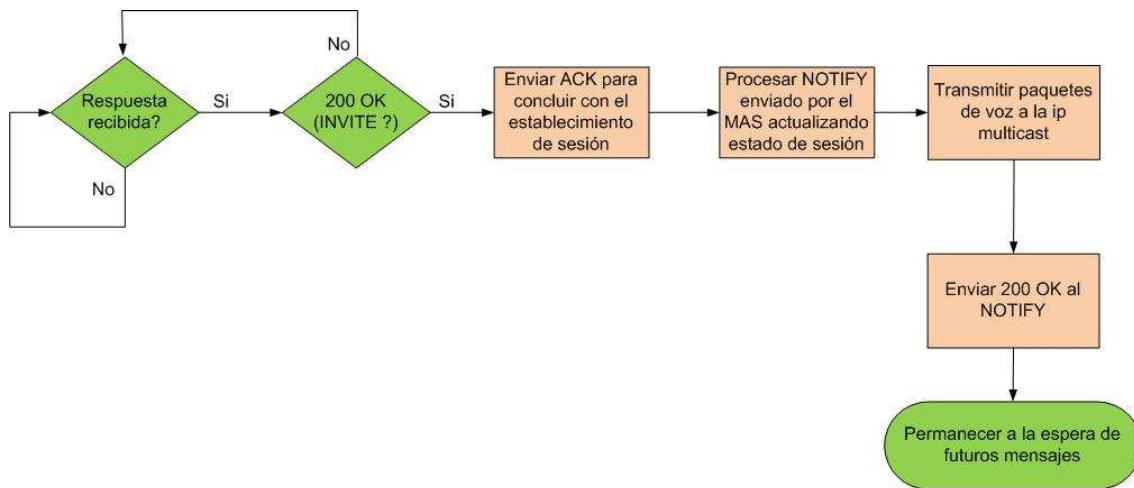 No
Respuesta
recibida?
Si
No
200 OK
(INVITE ?)
Si
Enviar ACK para
concluir con el
establecimiento
de sesión
Procesar NOTIFY
enviado por el
MAS actualizando
estado de sesión
Transmitir paquetes
de voz a la ip
multicast
Enviar 200 OK al
NOTIFY
Permanecer a la espera de
futuros mensajes